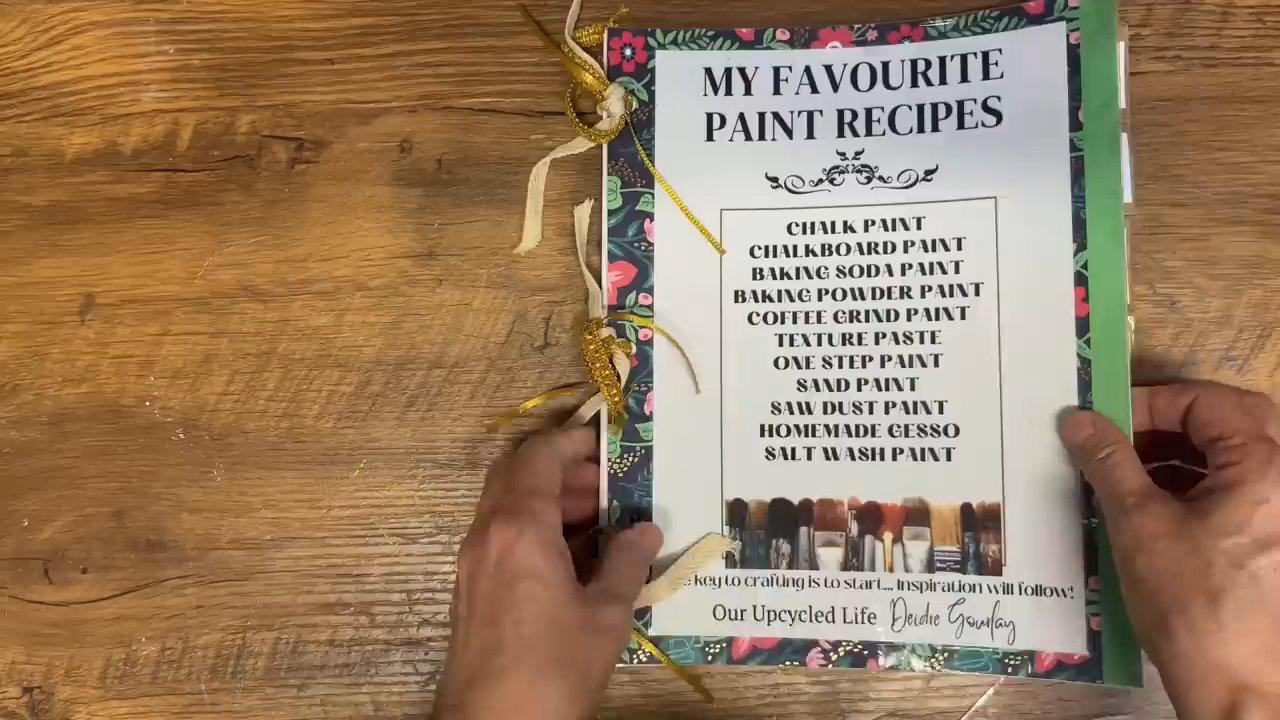 MY FAVOURITE
PAINT RECIPES
CHALK PAINT
CHALKBOARD PAINT
BAKING SODA PAINT
BAKING POWDER PAINT
COFFEE GRIND PAINT
TEXTURE PASTE
ONE STEP PAINT
SAND PAINT
SAW DUST PAINT
HOMEMADE GESSO
SALT WASH PAINT
key to crafting is to start... Inspiration will follow!
Our Upcycled Life Deidre Gourlay